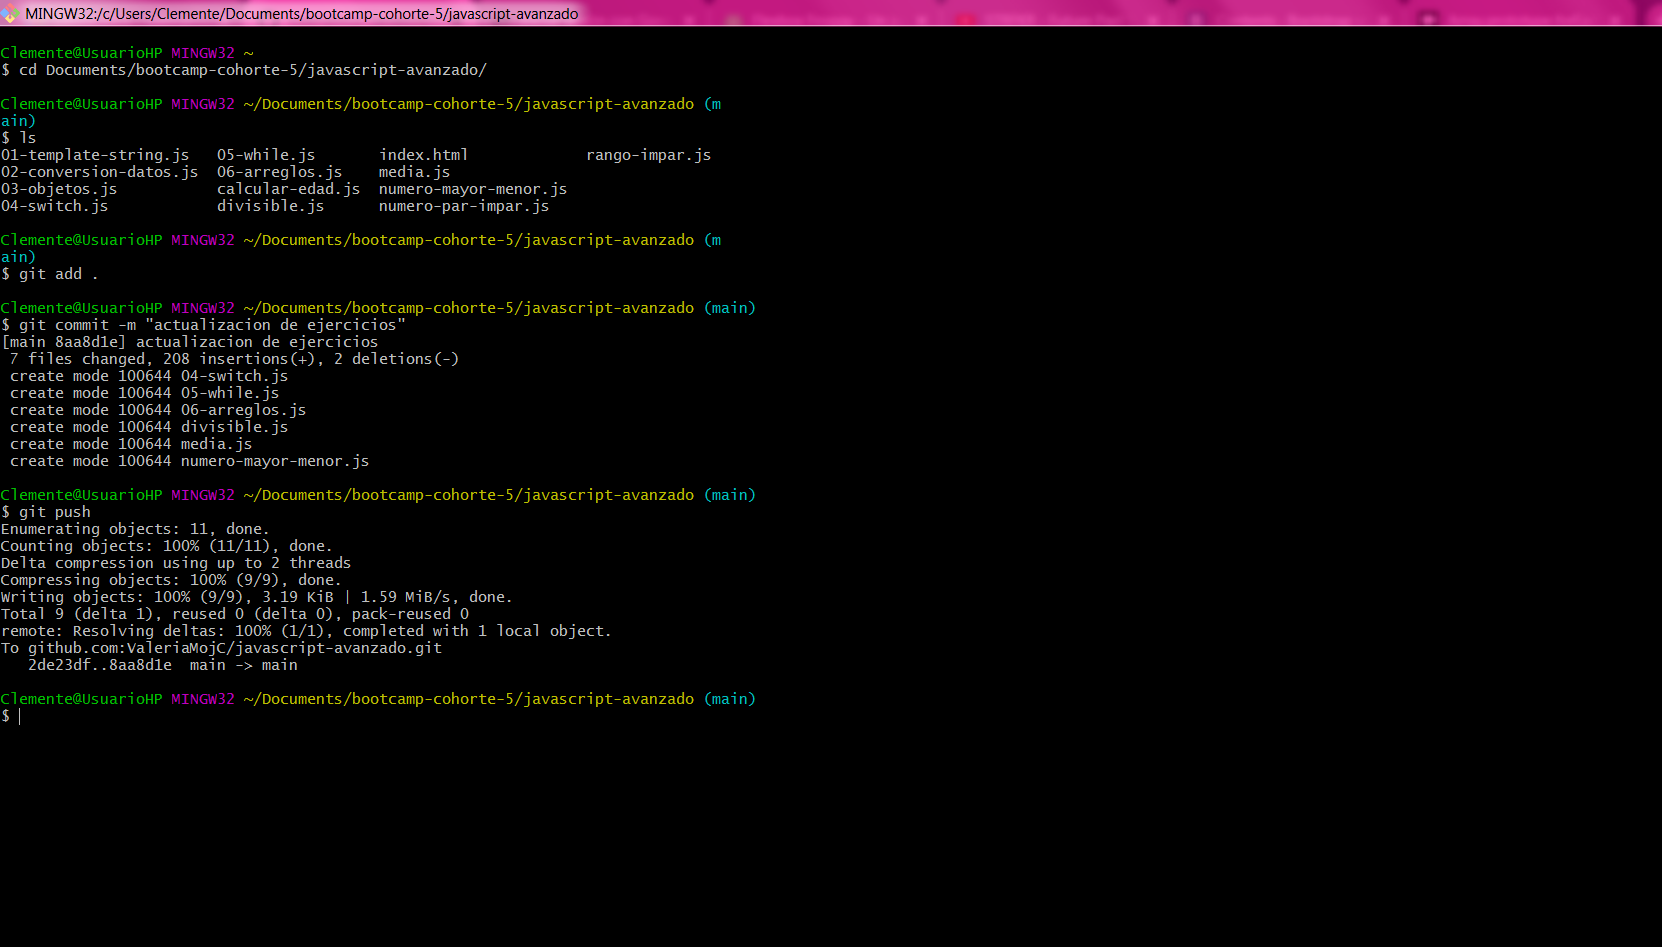 MINGW32:/c/Users/Clemente/Documents/bootcamp-cohorte-5/javascript-avanzado
Clemente@UsuarioHP MINGW32 ~
$ cd Documents/bootcamp-cohorte-5/javascript-avanzado/
Clemente@UsuarioHP MINGW32 ~/Documents/bootcamp-cohorte-5/javascript-avanzado (m
ain)
$ ls
01-template-string.js   05-while.js       index.html             rango-impar.js
02-conversion-datos.js  06-arreglos.js    media.js
03-objetos.js           calcular-edad.js  numero-mayor-menor.js
04-switch.js            divisible.js      numero-par-impar.js
Clemente@UsuarioHP MINGW32 ~/Documents/bootcamp-cohorte-5/javascript-avanzado (m
ain)
$ git add .
Clemente@UsuarioHP MINGW32 ~/Documents/bootcamp-cohorte-5/javascript-avanzado (main)
$ git commit -m "actualizacion de ejercicios"
[main 8aa8d1e] actualizacion de ejercicios
 7 files changed, 208 insertions(+), 2 deletions(-)
 create mode 100644 04-switch.js
 create mode 100644 05-while.js
 create mode 100644 06-arreglos.js
 create mode 100644 divisible.js
 create mode 100644 media.js
 create mode 100644 numero-mayor-menor.js
Clemente@UsuarioHP MINGW32 ~/Documents/bootcamp-cohorte-5/javascript-avanzado (main)
$ git push
Enumerating objects: 11, done.
Counting objects: 100% (11/11), done.
Delta compression using up to 2 threads
Compressing objects: 100% (9/9), done.
Writing objects: 100% (9/9), 3.19 KiB | 1.59 MiB/s, done.
Total 9 (delta 1), reused 0 (delta 0), pack-reused 0
remote: Resolving deltas: 100% (1/1), completed with 1 local object.
To github.com:ValeriaMojC/javascript-avanzado.git
   2de23df..8aa8d1e  main -> main
Clemente@UsuarioHP MINGW32 ~/Documents/bootcamp-cohorte-5/javascript-avanzado (main)
$